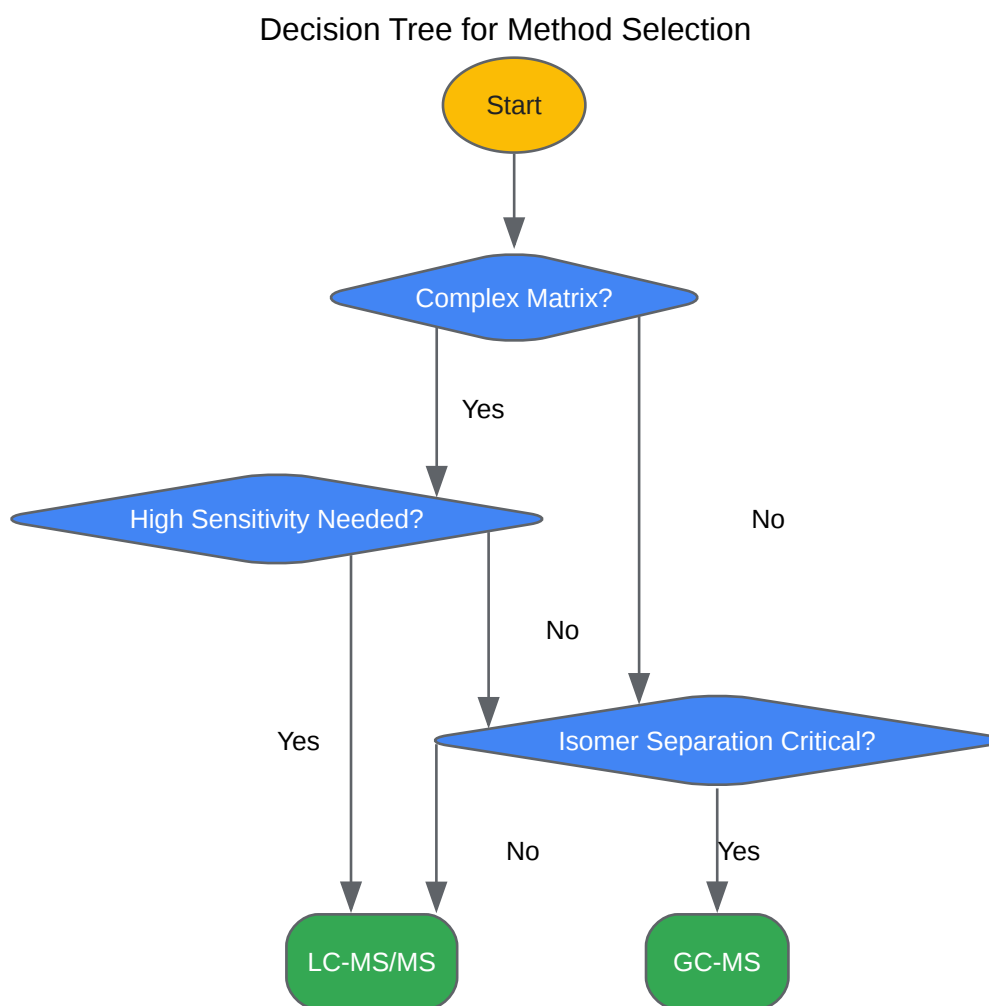 Decision Tree for Method Selection
Start
Complex Matrix?
Yes
High Sensitivity Needed?
No
No
Yes
Isomer Separation Critical?
No
Yes
LC-MS/MS
GC-MS